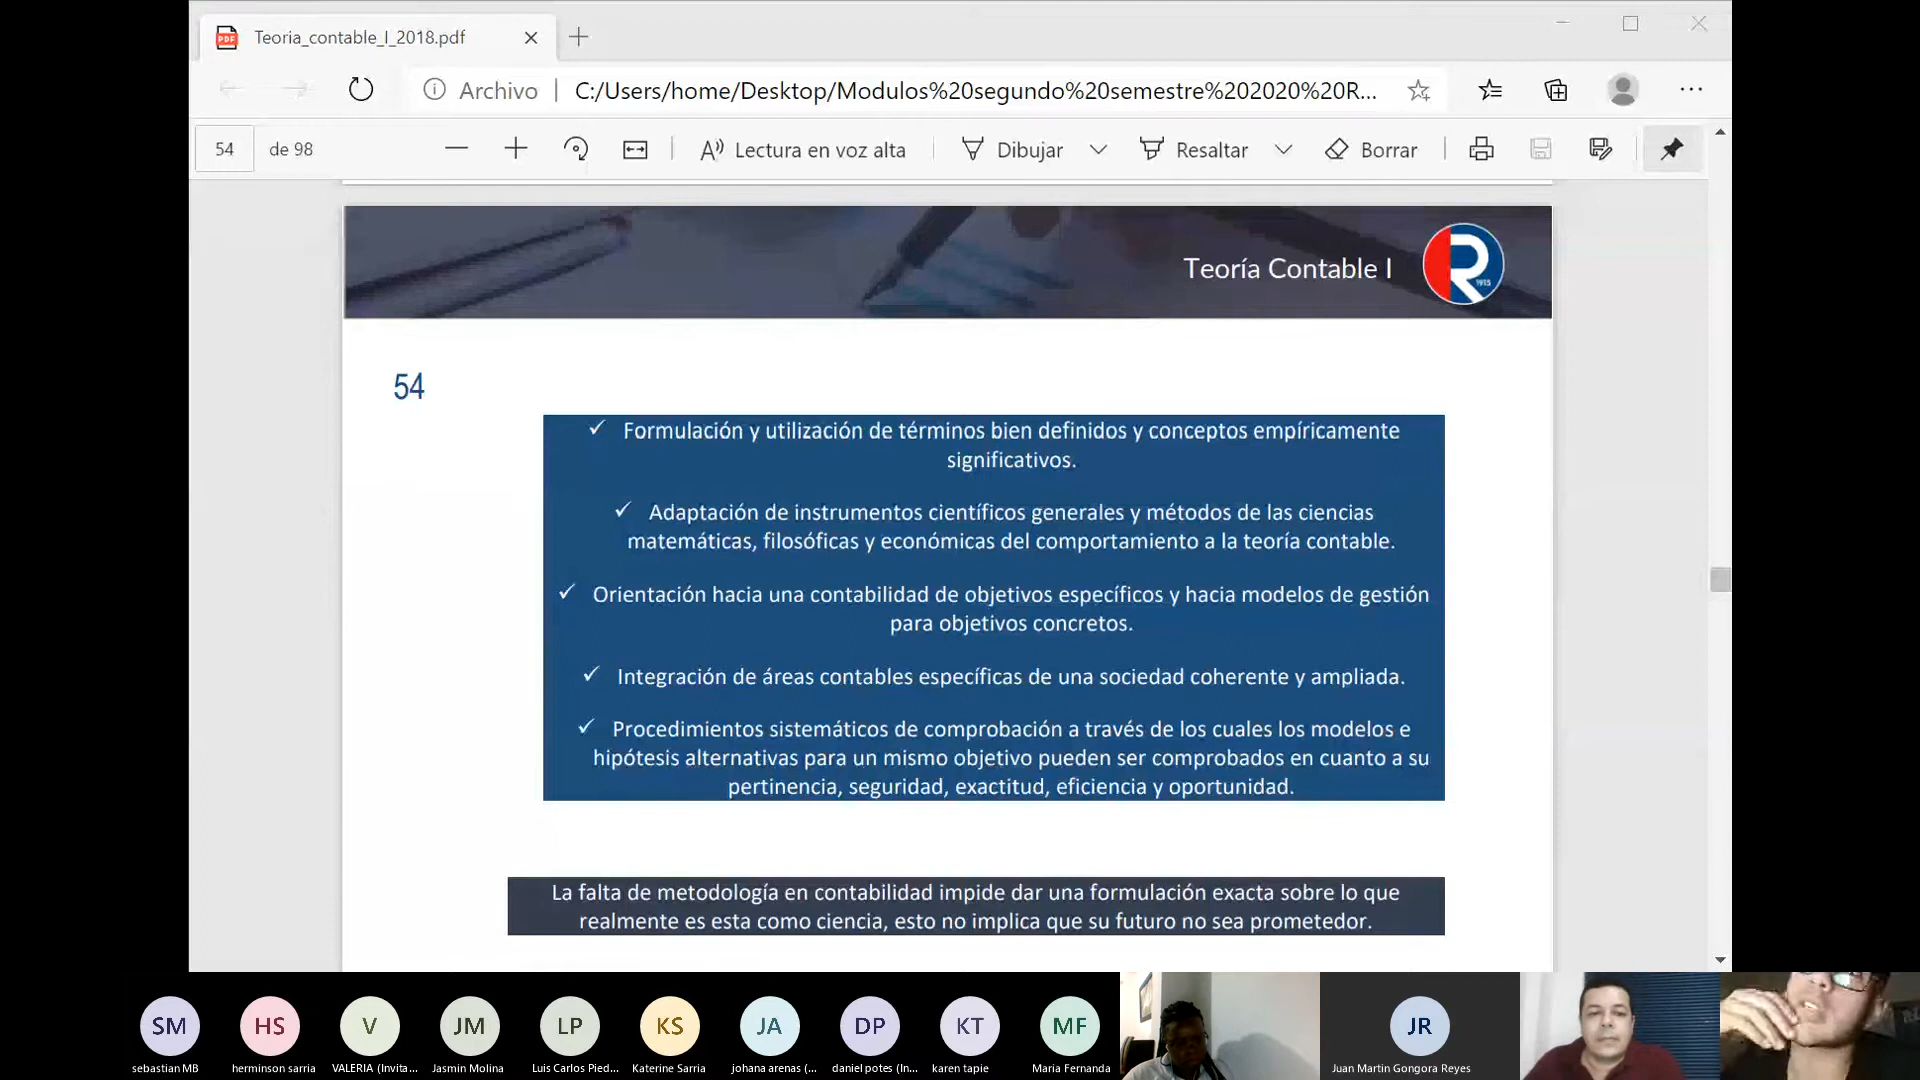 Teoria_contable_I_2018.pdf
Archivo
C:/Users/home/Desktop/Modulos%20segundo%20semestre%202020%20R...
54 de 98
Lectura en voz alta
Dibujar
Resaltar
Borrar
Teoría Contable I
R
1915
54
✓ Formulación y utilización de términos bien definidos y conceptos empíricamente
significativos.
✓ Adaptación de instrumentos científicos generales y métodos de las ciencias
matemáticas, filosóficas y económicas del comportamiento a la teoría contable.
✓ Orientación hacia una contabilidad de objetivos específicos y hacia modelos de gestión
para objetivos concretos.
✓ Integración de áreas contables específicas de una sociedad coherente y ampliada.
✓ Procedimientos sistemáticos de comprobación a través de los cuales los modelos e
hipótesis alternativas para un mismo objetivo pueden ser comprobados en cuanto a su
pertinencia, seguridad, exactitud, eficiencia y oportunidad.
La falta de metodología en contabilidad impide dar una formulación exacta sobre lo que
realmente es esta como ciencia, esto no implica que su futuro no sea prometedor.
SM
HS
V
JM
LP
KS
JA
DP
KT
MF
JR
sebastian MB
herminson sarria
VALERIA (Invita...
Jasmin Molina
Luis Carlos Pied...
Katerine Sarria
johana arenas (...
daniel potes (In...
karen tapie
Maria Fernanda
Juan Martin Gongora Reyes